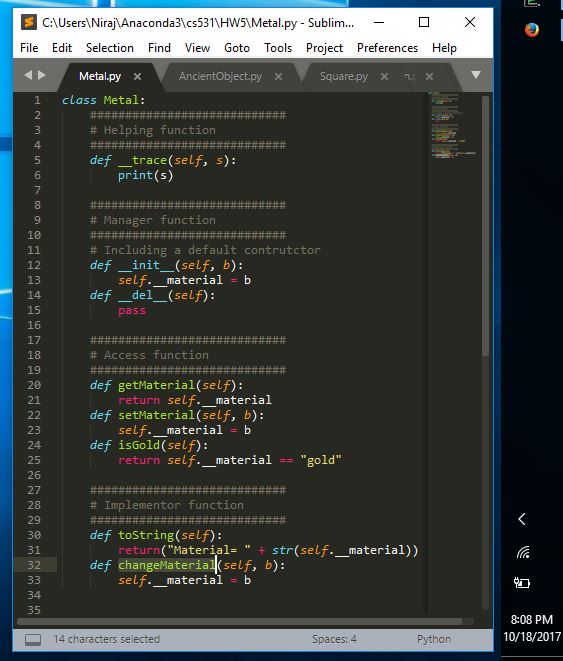 C:\Users\Niraj\Anaconda3\cs531\HW5\Metal.py - Sublim...
File Edit Selection Find View Goto Tools Project Preferences Help
Metal.py AncientObject.py Square.py
1 class Metal:
2 ############################
3 # Helping function
4 ############################
5 def __trace(self, s):
6 print(s)
7
8 ############################
9 # Manager function
10 ############################
11 # Including a default contrutctor
12 def __init__(self, b):
13 self.__material = b
14 def __del__(self):
15 pass
16
17 ############################
18 # Access function
19 ############################
20 def getMaterial(self):
21 return self.__material
22 def setMaterial(self, b):
23 self.__material = b
24 def isGold(self):
25 return self.__material == "gold"
26
27 ############################
28 # Implementor function
29 ############################
30 def toString(self):
31 return("Material= " + str(self.__material))
32 def changeMaterial(self, b):
33 self.__material = b
34
35
14 characters selected Spaces: 4 Python
8:08 PM
10/18/2017